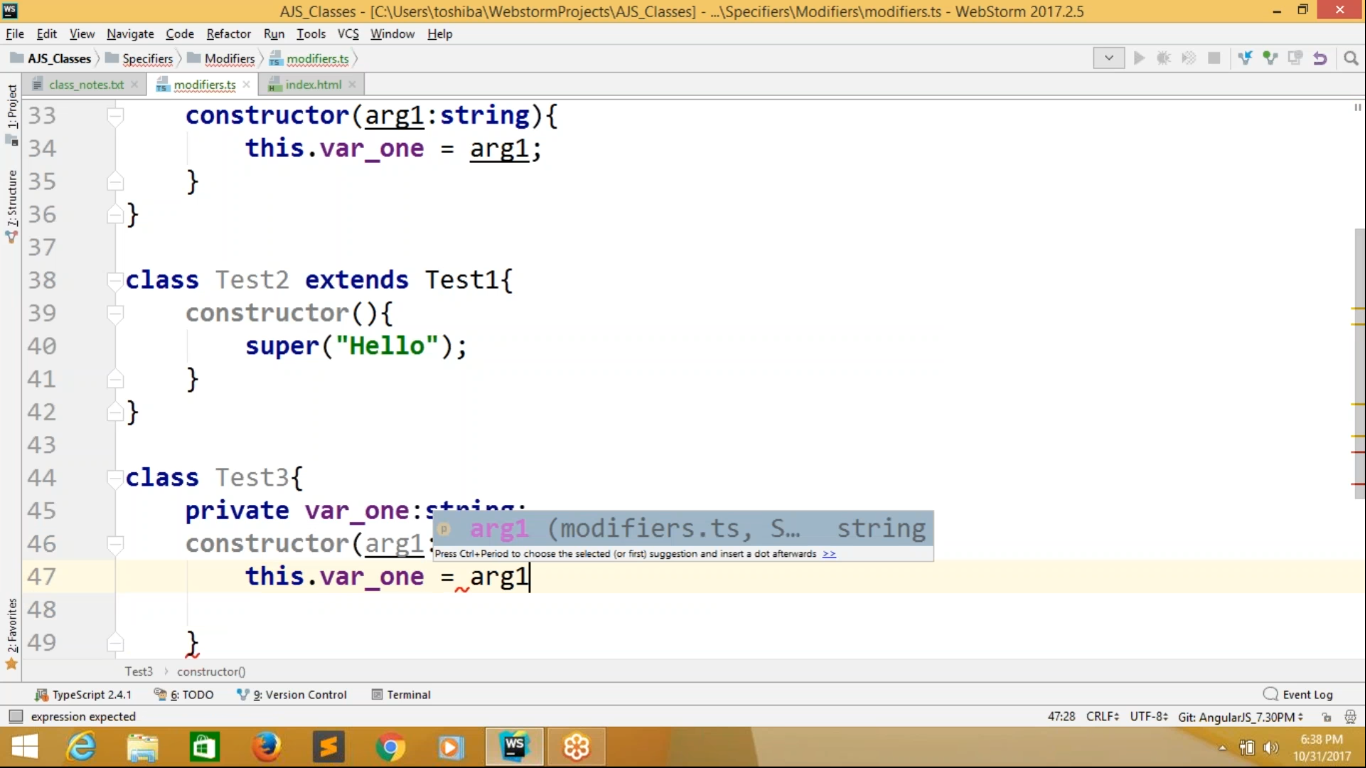 AJS_Classes - [C:\Users\toshiba\WebstormProjects\AJS_Classes] - ...\Specifiers\Modifiers\modifiers.ts - WebStorm 2017.2.5
File Edit View Navigate Code Refactor Run Tools VCS Window Help
AJS_Classes Specifiers Modifiers modifiers.ts
class_notes.txt modifiers.ts index.html
1: Project
7: Structure
2: Favorites
33 constructor(arg1:string){
34 this.var_one = arg1;
35 }
36 }
37
38 class Test2 extends Test1{
39 constructor(){
40 super("Hello");
41 }
42 }
43
44 class Test3{
45 private var_one:string;
arg1 (modifiers.ts, S... string
46 constructor(arg1:
Press Ctrl+Period to choose the selected (or first) suggestion and insert a dot afterwards >>
47 this.var_one = arg1
48
49 }
Test3 constructor()
TypeScript 2.4.1 6: TODO 9: Version Control Terminal Event Log
expression expected 47:28 CRLF UTF-8 Git: AngularJS_7.30PM
6:38 PM
10/31/2017